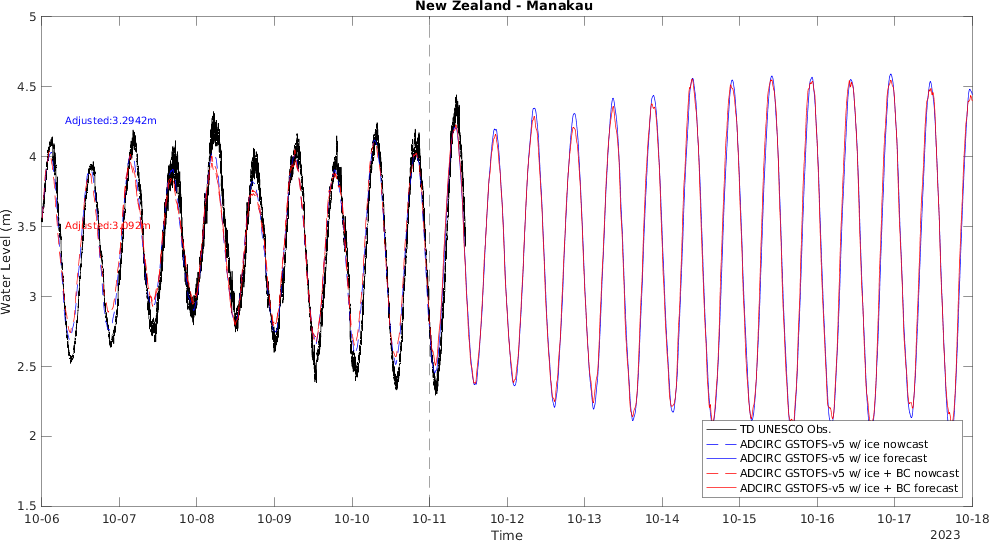 New Zealand - Manakau
5
4.5
Adjusted:3.2942m
4
3.5
Adjusted:3.092m
Water Level (m)
3
2.5
2
1.5
TD UNESCO Obs.
ADCIRC GSTOFS-v5 w/ ice nowcast
ADCIRC GSTOFS-v5 w/ ice forecast
ADCIRC GSTOFS-v5 w/ ice + BC nowcast
ADCIRC GSTOFS-v5 w/ ice + BC forecast
10-06 10-07 10-08 10-09 10-10 10-11 10-12 10-13 10-14 10-15 10-16 10-17 10-18
Time
2023